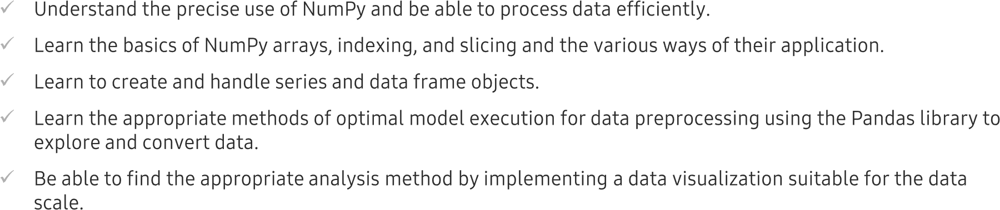 ✓ Understand the precise use of NumPy and be able to process data efficiently.
✓ Learn the basics of NumPy arrays, indexing, and slicing and the various ways of their application.
✓ Learn to create and handle series and data frame objects.
✓ Learn the appropriate methods of optimal model execution for data preprocessing using the Pandas library to
explore and convert data.
✓ Be able to find the appropriate analysis method by implementing a data visualization suitable for the data
scale.